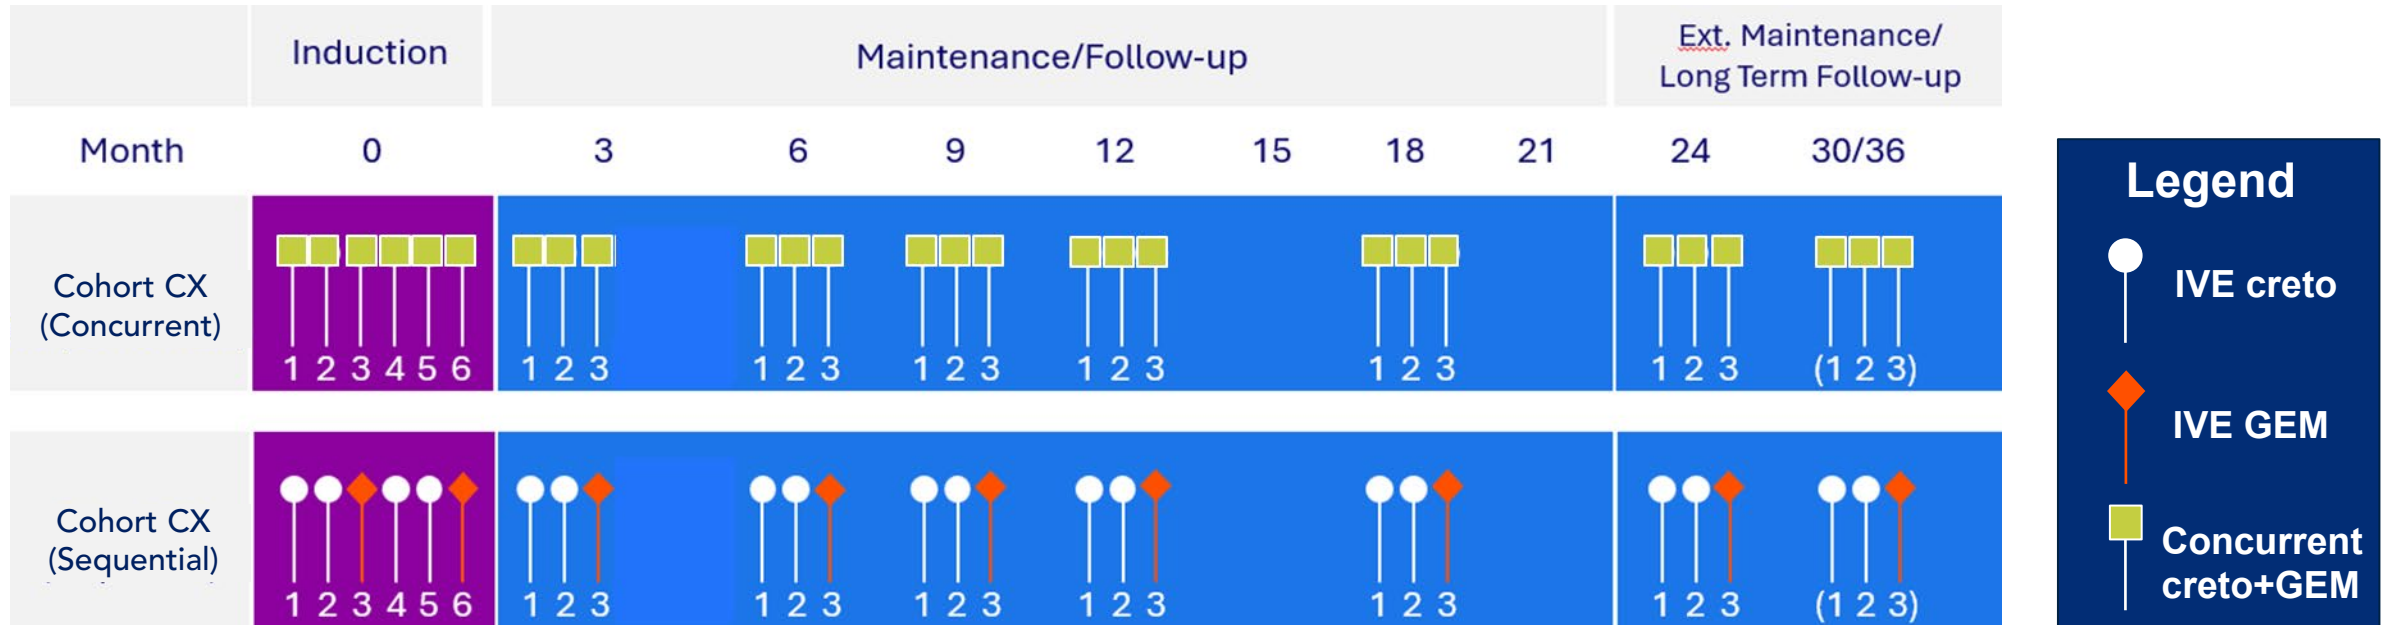 Induction
Maintenance/Follow-up
Ext. Maintenance/
Long Term Follow-up
Month 0 3 6 9 12 15 18 21 24 30/36
Cohort CX
(Concurrent)
1 2 3 4 5 6 1 2 3 1 2 3 1 2 3 1 2 3 1 2 3 1 2 3 (1 2 3)
Cohort CX
(Sequential)
1 2 3 4 5 6 1 2 3 1 2 3 1 2 3 1 2 3 1 2 3 1 2 3 (1 2 3)
Legend
IVE creto
IVE GEM
Concurrent
creto+GEM